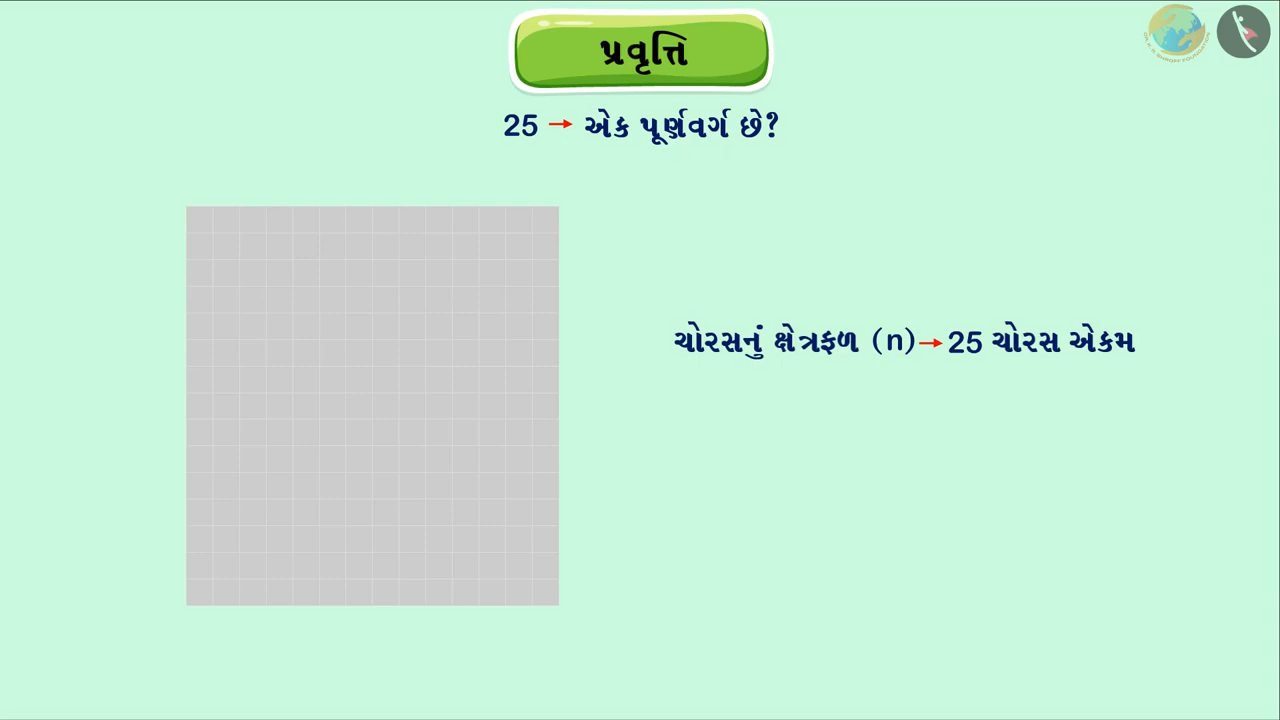 પ્રવૃત્તિ
25 → એક પૂર્ણવર્ગ છે?
ચોરસનું ક્ષેત્રફળ (n)→25 ચોરસ એકમ